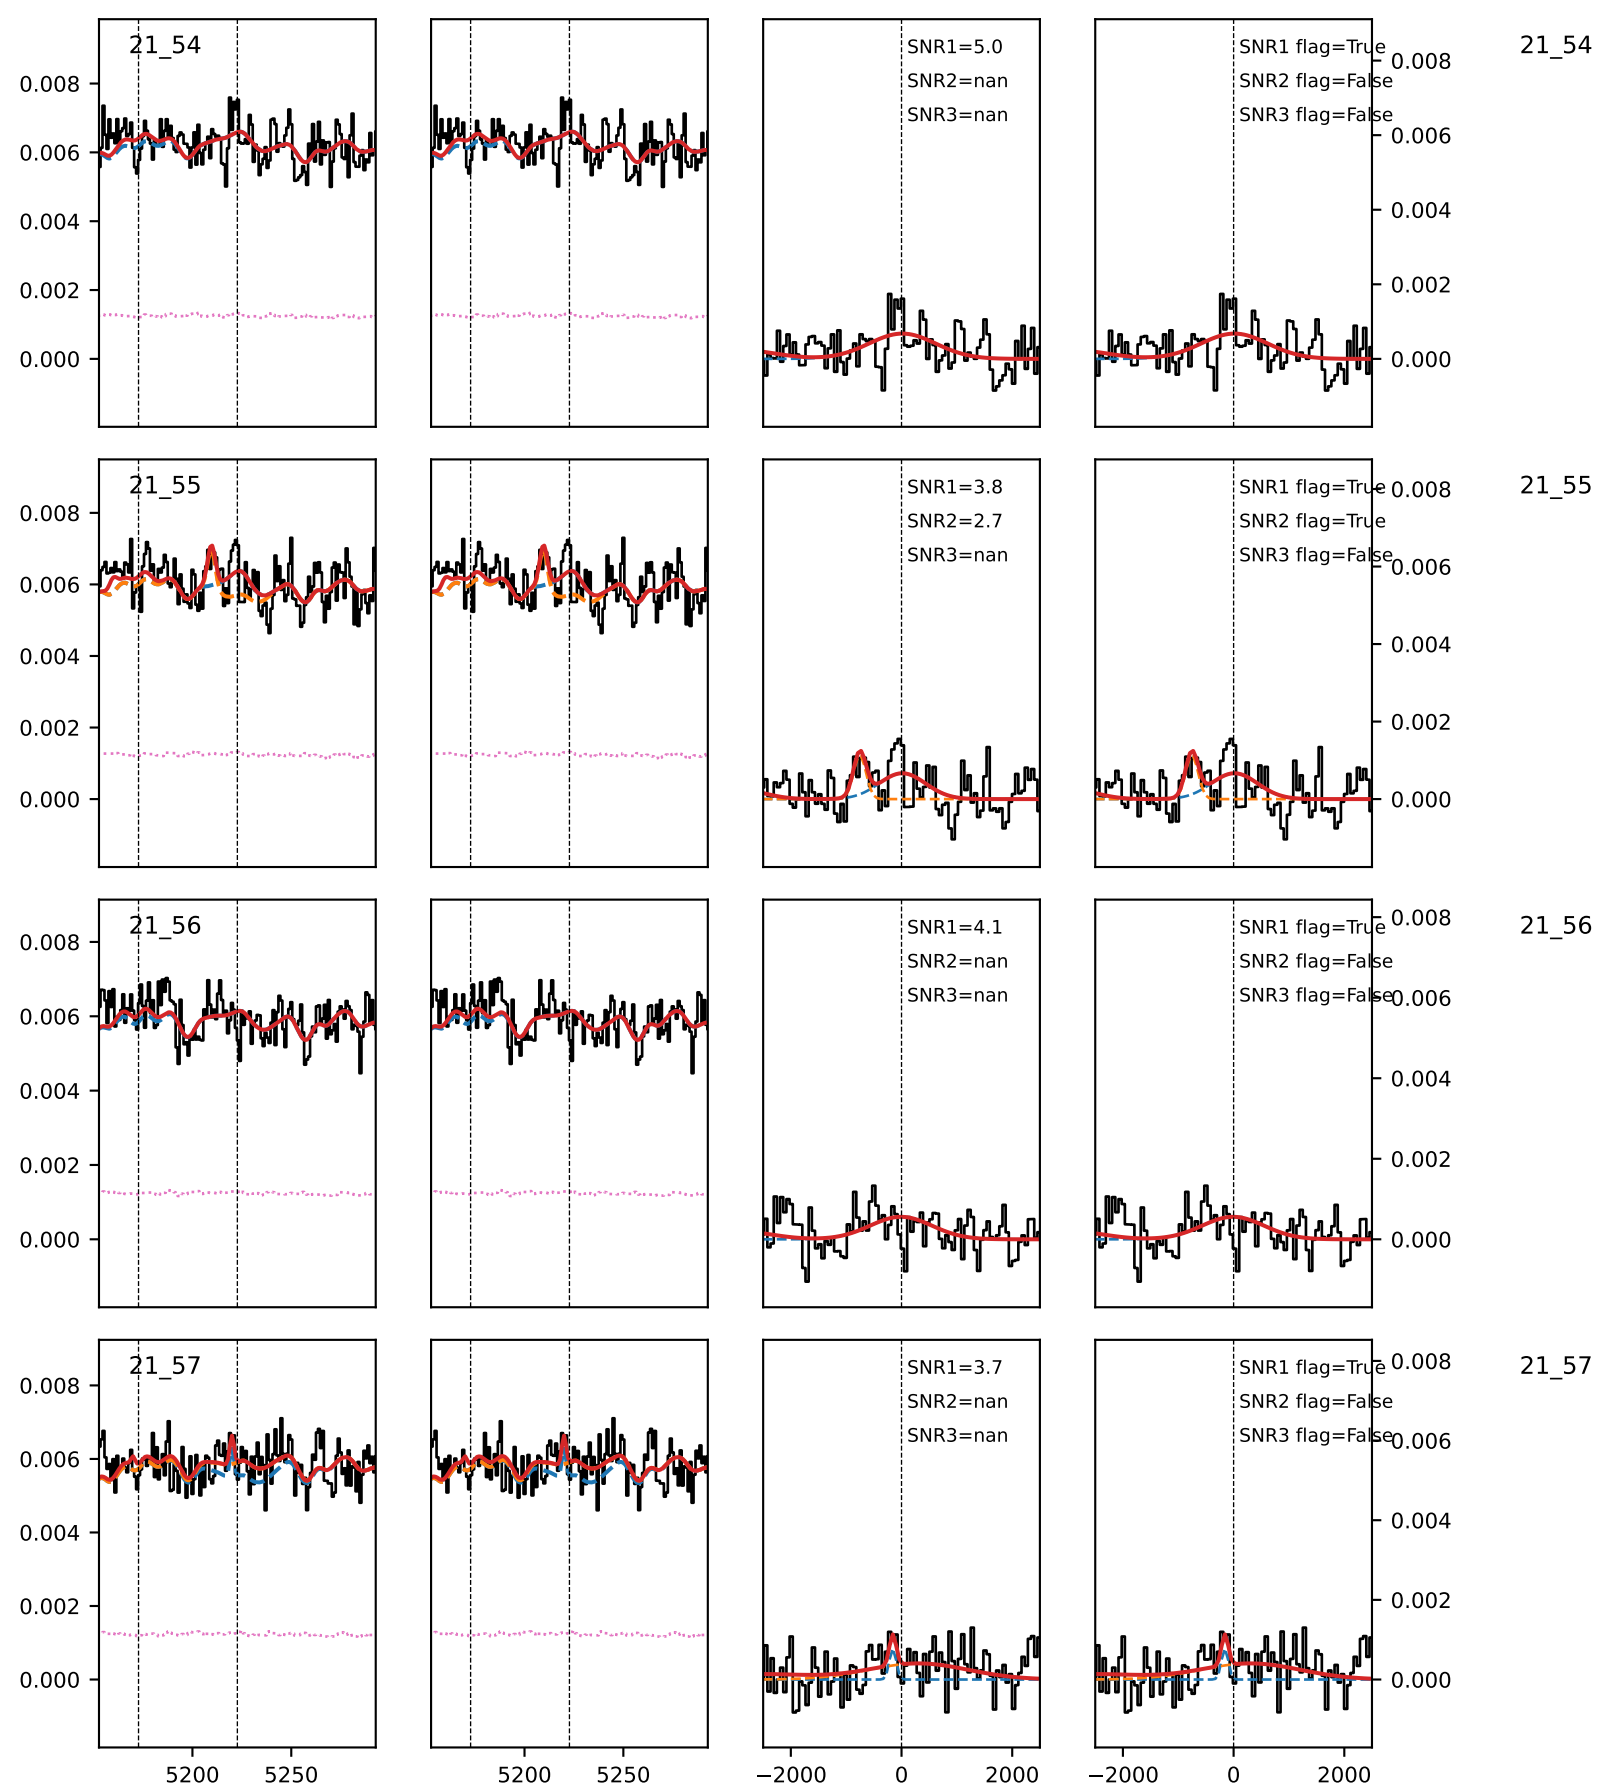 21_54
SNR1=5.0
SNR1 flag=True
0.008
21_54
0.008
SNR2=nan
SNR2 flag=False
SNR3=nan
SNR3 flag=False
0.006
0.006
0.004
0.004
0.002
0.002
0.000
0.000
21_55
SNR1=3.8
SNR1 flag=True
0.008
21_55
0.008
SNR2=2.7
SNR2 flag=True
SNR3=nan
SNR3 flag=False
0.006
0.006
0.004
0.004
0.002
0.002
0.000
0.000
21_56
SNR1=4.1
SNR1 flag=True
0.008
21_56
0.008
SNR2=nan
SNR2 flag=False
SNR3=nan
SNR3 flag=False
0.006
0.006
0.004
0.004
0.002
0.002
0.000
0.000
21_57
SNR1=3.7
SNR1 flag=True
0.008
21_57
0.008
SNR2=nan
SNR2 flag=False
SNR3=nan
SNR3 flag=False
0.006
0.006
0.004
0.004
0.002
0.002
0.000
0.000
5200 5250 5200 5250 −2000 0 2000 −2000 0 2000